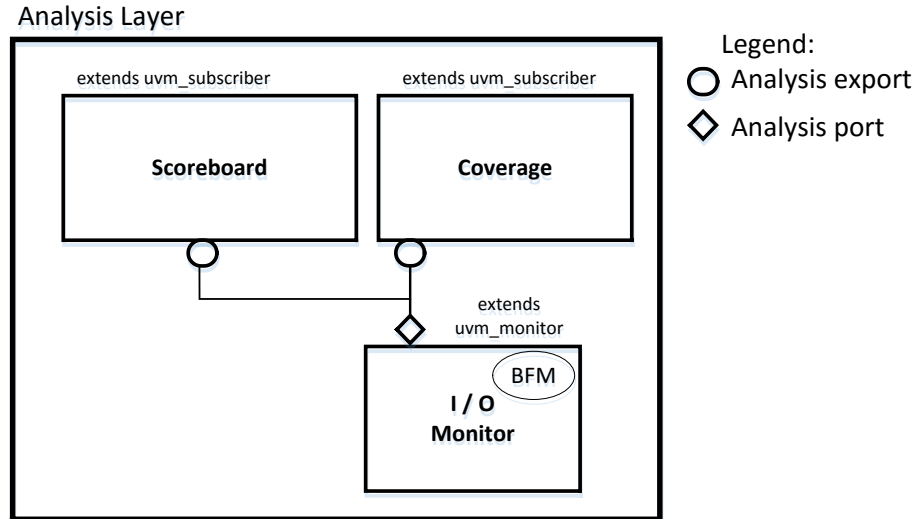 Analysis Layer
Legend:
Analysis export
Analysis port
extends uvm_subscriber
extends uvm_subscriber
Scoreboard
Coverage
extends
uvm_monitor
BFM
I / O
Monitor